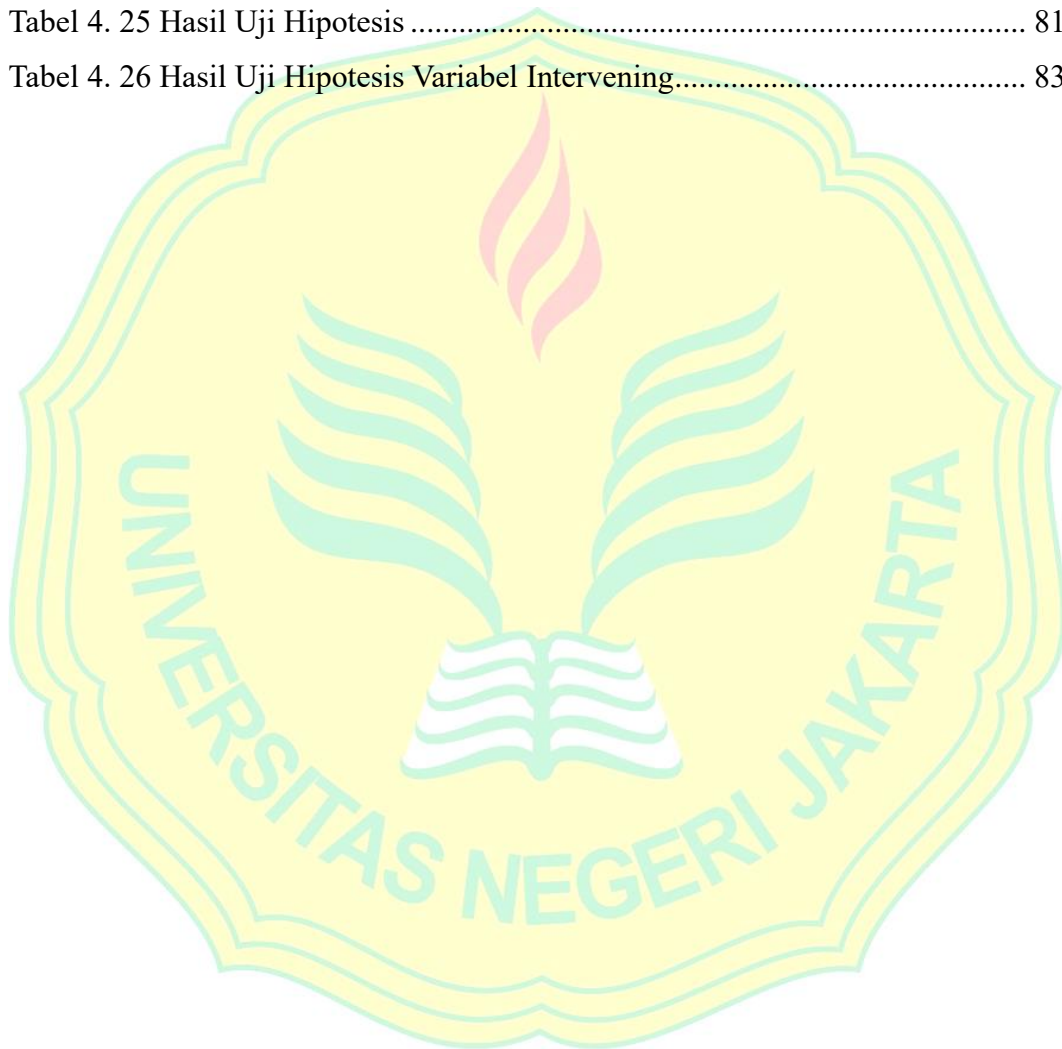 Tabel 4. 25 Hasil Uji Hipotesis ............................................................................ 81
Tabel 4. 26 Hasil Uji Hipotesis Variabel Intervening........................................... 83
UNIVERSITAS NEGERI JAKARTA